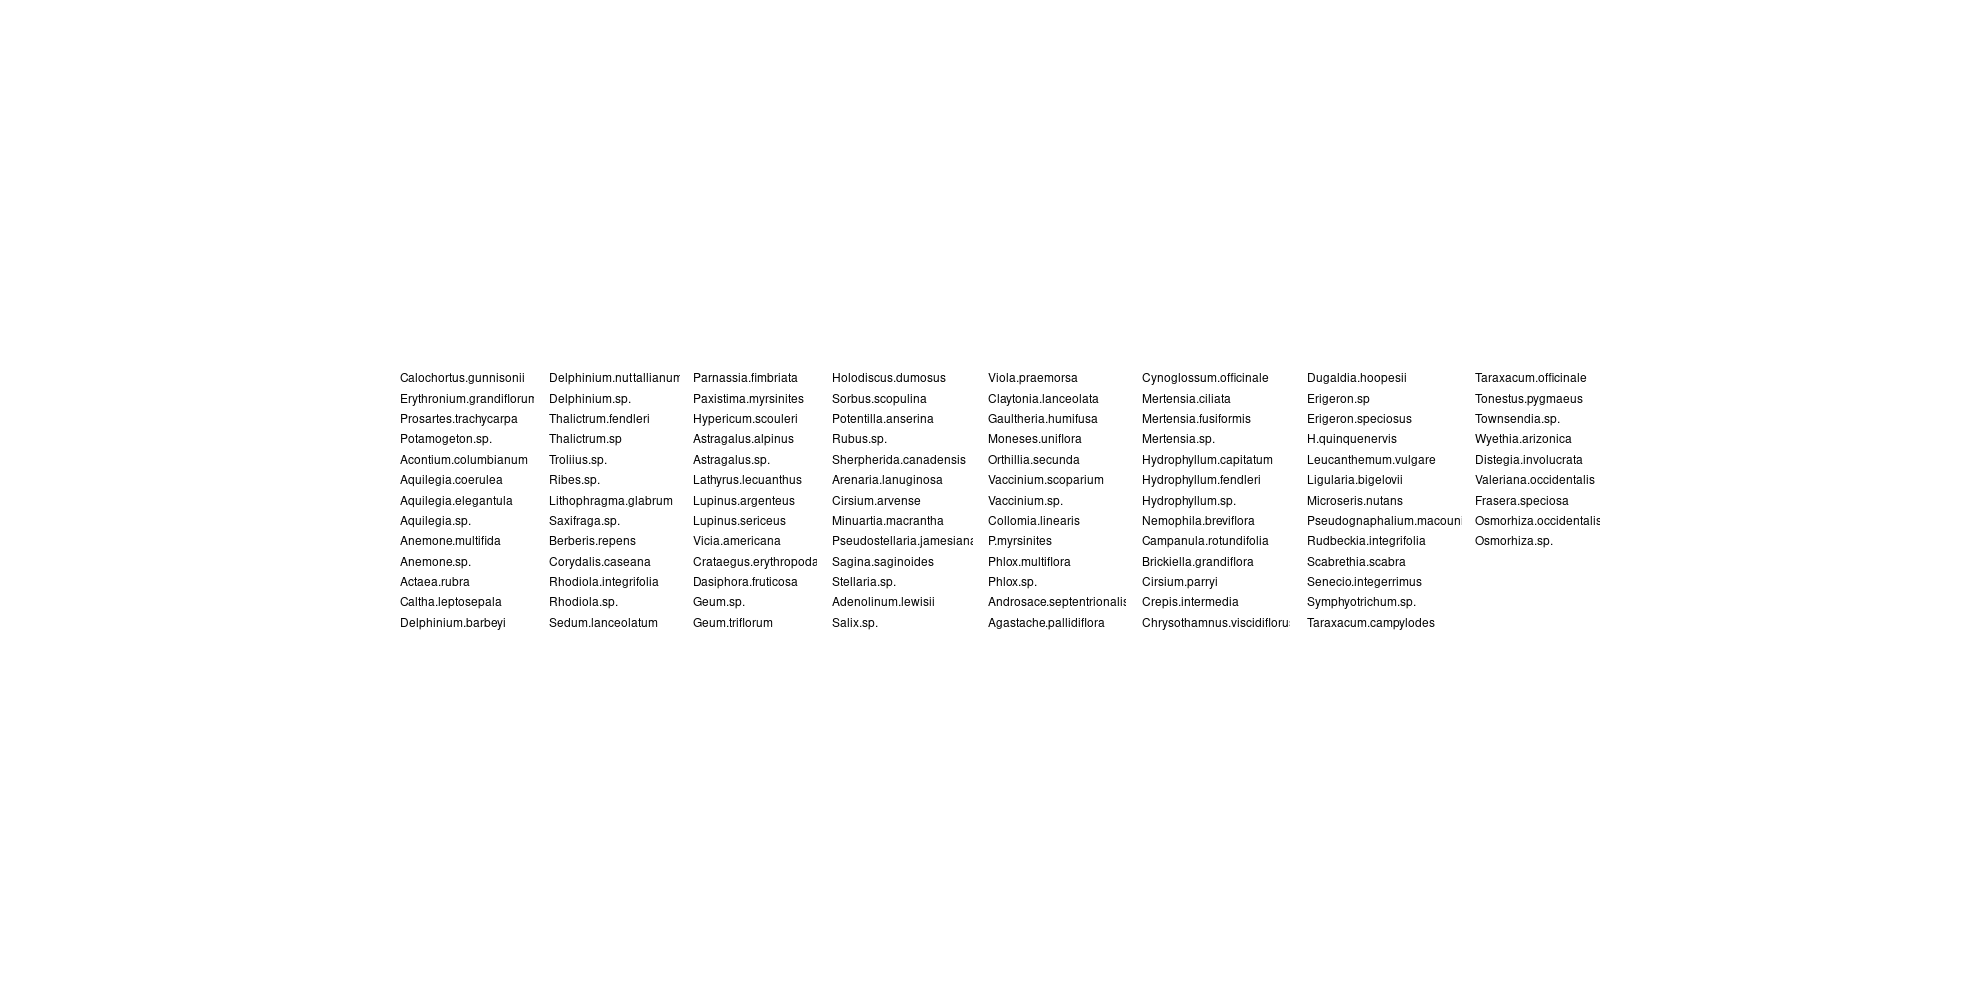 Calochortus.gunnisonii Delphinium.nuttallianum Parnassia.fimbriata Holodiscus.dumosus Viola.praemorsa Cynoglossum.officinale Dugaldia.hoopesii Taraxacum.officinale
Erythronium.grandiflorum Delphinium.sp. Paxistima.myrsinites Sorbus.scopulina Claytonia.lanceolata Mertensia.ciliata Erigeron.sp Tonestus.pygmaeus
Prosartes.trachycarpa Thalictrum.fendleri Hypericum.scouleri Potentilla.anserina Gaultheria.humifusa Mertensia.fusiformis Erigeron.speciosus Townsendia.sp.
Potamogeton.sp. Thalictrum.sp Astragalus.alpinus Rubus.sp. Moneses.uniflora Mertensia.sp. H.quinquenervis Wyethia.arizonica
Acontium.columbianum Trollius.sp. Astragalus.sp. Sherpherida.canadensis Orthillia.secunda Hydrophyllum.capitatum Leucanthemum.vulgare Distegia.involucrata
Aquilegia.coerulea Ribes.sp. Lathyrus.lecuanthus Arenaria.lanuginosa Vaccinium.scoparium Hydrophyllum.fendleri Ligularia.bigelovii Valeriana.occidentalis
Aquilegia.elegantula Lithophragma.glabrum Lupinus.argenteus Cirsium.arvense Vaccinium.sp. Hydrophyllum.sp. Microseris.nutans Frasera.speciosa
Aquilegia.sp. Saxifraga.sp. Lupinus.sericeus Minuartia.macrantha Collomia.linearis Nemophila.breviflora Pseudognaphalium.macouni Osmorhiza.occidentalis
Anemone.multifida Berberis.repens Vicia.americana Pseudostellaria.jamesiana P.myrsinites Campanula.rotundifolia Rudbeckia.integrifolia Osmorhiza.sp.
Anemone.sp. Corydalis.caseana Crataegus.erythropoda Sagina.saginoides Phlox.multiflora Brickiella.grandiflora Scabrethia.scabra
Actaea.rubra Rhodiola.integrifolia Dasiphora.fruticosa Stellaria.sp. Phlox.sp. Cirsium.parryi Senecio.integerrimus
Caltha.leptosepala Rhodiola.sp. Geum.sp. Adenolinum.lewisii Androsace.septentrionalis Crepis.intermedia Symphyotrichum.sp.
Delphinium.barbeyi Sedum.lanceolatum Geum.triflorum Salix.sp. Agastache.pallidiflora Chrysothamnus.viscidiflorus Taraxacum.campylodes